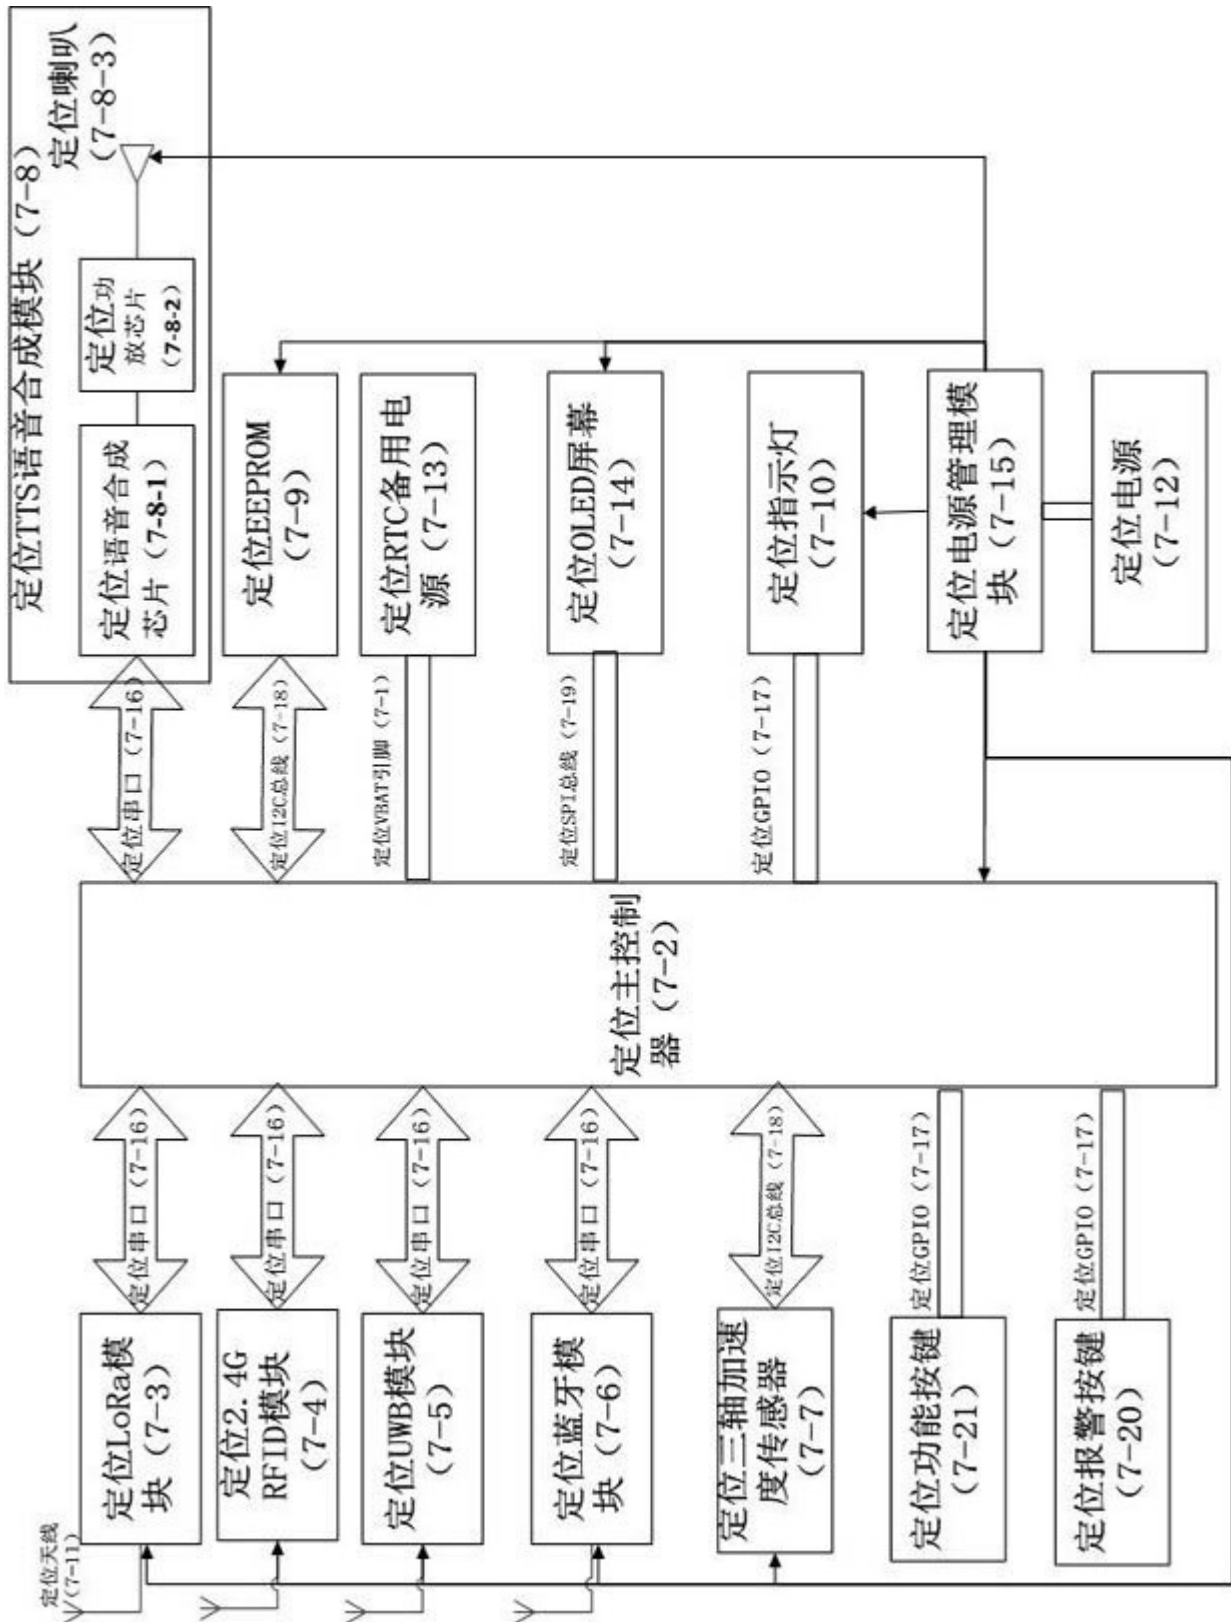 定位TTS语音合成模块（7-8）
定位天线
（7-11）
定位LoRa模
块（7-3）
定位串口（7-16）
定位串口（7-16）
定位语音合成
芯片（7-8-1）
定位功
放芯片
（7-8-2）
定位喇叭
（7-8-3）
定位2.4G
RFID模块
（7-4）
定位串口（7-16）
定位I2C总线（7-18）
定位EEPROM
（7-9）
定位UWB模块
（7-5）
定位串口（7-16）
定位VBAT引脚（7-1）
定位RTC备用电
源（7-13）
定位蓝牙模
块（7-6）
定位串口（7-16）
定位主控制
器（7-2）
定位SPI总线（7-19）
定位OLED屏幕
（7-14）
定位三轴加速
度传感器
（7-7）
定位I2C总线（7-18）
定位GPIO（7-17）
定位指示灯
（7-10）
定位功能按键
（7-21）
定位GPIO（7-17）
定位电源管理模
块（7-15）
定位报警按键
（7-20）
定位GPIO（7-17）
定位电源
（7-12）